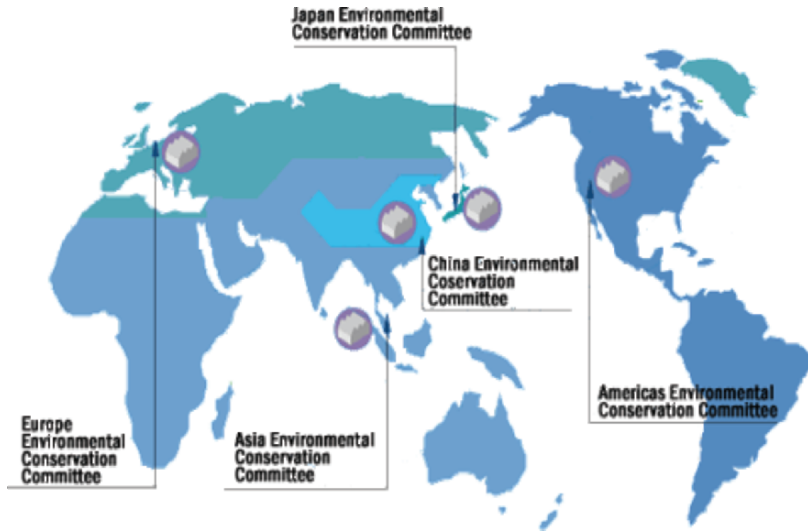 Japan Environmental
Conservation Committee
China Environmental
Coservation
Committee
Americas Environmental
Conservation Committee
Europe
Environmental
Conservation
Committee
Asia Environmental
Conservation
Committee